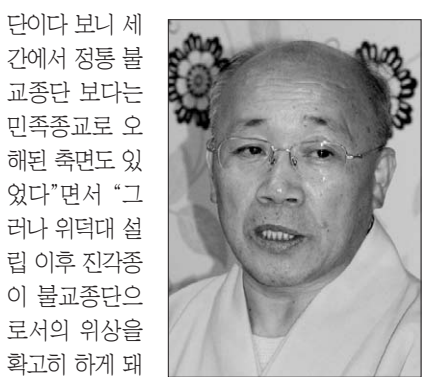 단이다 보니 세
간에서 정통 불
교종단 보다는
민족종교로 오
해된 축면도 있
었다”면서 “그
러나 위덕대 설
립 이후 진각종
이 불교종단으
로서의 위상을
확고히 하게 돼